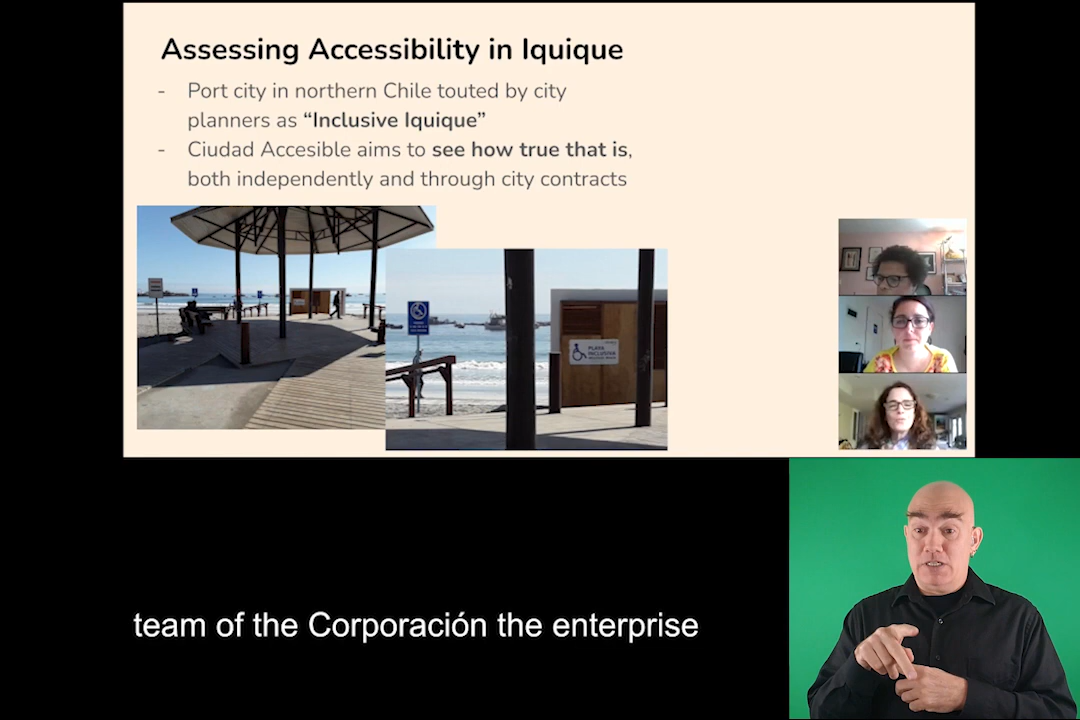 Assessing Accessibility in Iquique
- Port city in northern Chile touted by city
planners as “Inclusive Iquique”
- Ciudad Accesible aims to see how true that is,
both independently and through city contracts
PLAYA
INCLUSIVA
team of the Corporación the enterprise